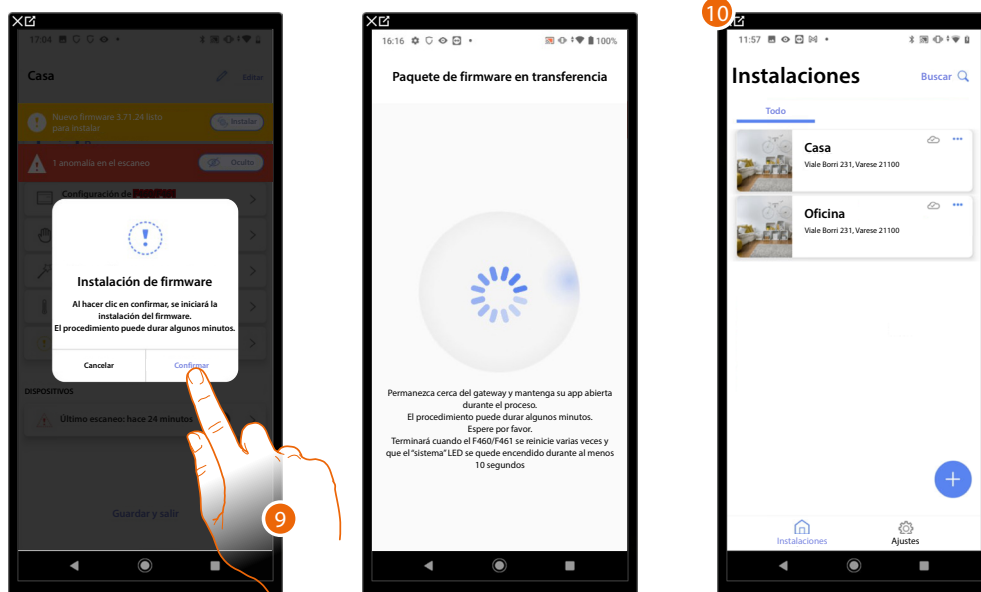 17:04
Casa
Editar
Nuevo firmware 3.71.24 listo
para instalar
Instalar
1 anomalía en el escaneo
Oculto
Configuración de
Instalación de firmware
Al hacer clic en confirmar, se iniciará la
instalación del firmware.
El procedimiento puede durar algunos minutos.
Cancelar
Confirmar
DISPOSITIVOS
Último escaneo: hace 24 minutos
Guardar y salir
9
16:16
100%
Paquete de firmware en transferencia
Permanezca cerca del gateway y mantenga su app abierta
durante el proceso.
El procedimiento puede durar algunos minutos.
Espere por favor.
Terminará cuando el F460/F461 se reinicie varias veces y
que el "sistema" LED se quede encendido durante al menos
10 segundos
10
11:57
Instalaciones
Buscar
Todo
Casa
Viale Borri 231, Varese 21100
Oficina
Viale Borri 231, Varese 21100
Instalaciones
Ajustes